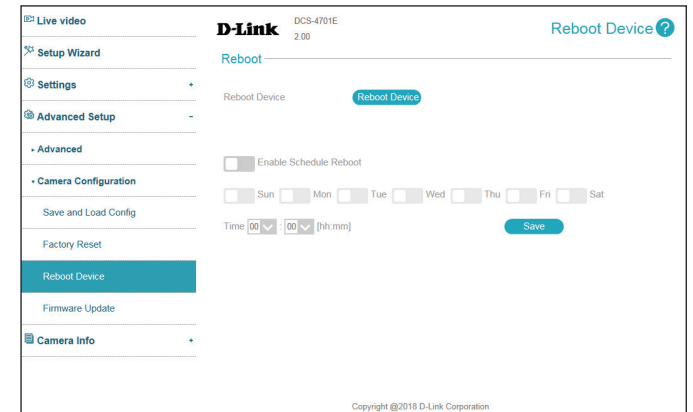 Live video
Setup Wizard
Settings +
Advanced Setup -
Advanced
Camera Configuration
Save and Load Config
Factory Reset
Reboot Device
Firmware Update
Camera Info +
D-Link DCS-4701E
2.00
Reboot Device ?
Reboot
Reboot Device Reboot Device
Enable Schedule Reboot
Sun Mon Tue Wed Thu Fri Sat
Time 00 : 00 [hh:mm] Save
Copyright @2018 D-Link Corporation